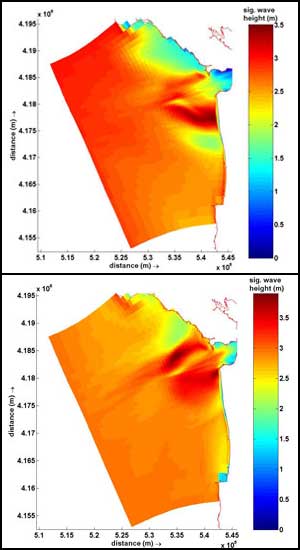 x 10⁶
4.195
4.19
4.185
4.18
4.175
4.17
4.165
4.16
4.155
distance (m) →
5.1 5.15 5.2 5.25 5.3 5.35 5.4 5.45
distance (m) →
x 10⁵
sig. wave
height (m)
3.5
3
2.5
2
1.5
1
0.5
0
x 10⁶
4.195
4.19
4.185
4.18
4.175
4.17
4.165
4.16
4.155
distance (m) →
5.1 5.15 5.2 5.25 5.3 5.35 5.4 5.45
distance (m) →
x 10⁵
sig. wave
height (m)
3.5
3
2.5
2
1.5
1
0.5
0